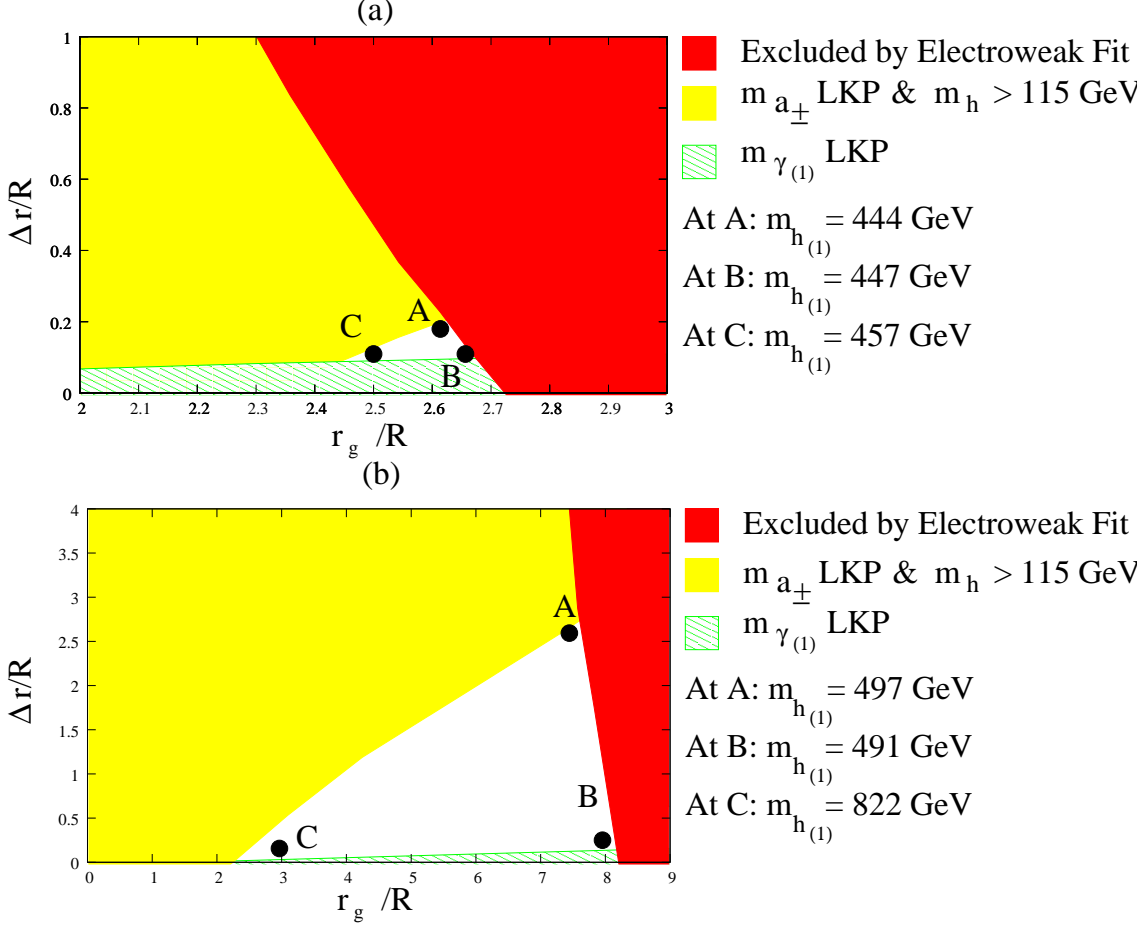 (a)
1
0.8
0.6
0.4
0.2
0
Δ r/R
2 2.1 2.2 2.3 2.4 2.5 2.6 2.7 2.8 2.9 3
r g /R
A
B
C
Excluded by Electroweak Fit
m a± LKP & m h > 115 GeV
m γ(1) LKP
At A: m h(1) = 444 GeV
At B: m h(1) = 447 GeV
At C: m h(1) = 457 GeV
(b)
4
3.5
3
2.5
2
1.5
1
0.5
0
Δ r/R
0 1 2 3 4 5 6 7 8 9
r g /R
A
B
C
Excluded by Electroweak Fit
m a± LKP & m h > 115 GeV
m γ(1) LKP
At A: m h(1) = 497 GeV
At B: m h(1) = 491 GeV
At C: m h(1) = 822 GeV